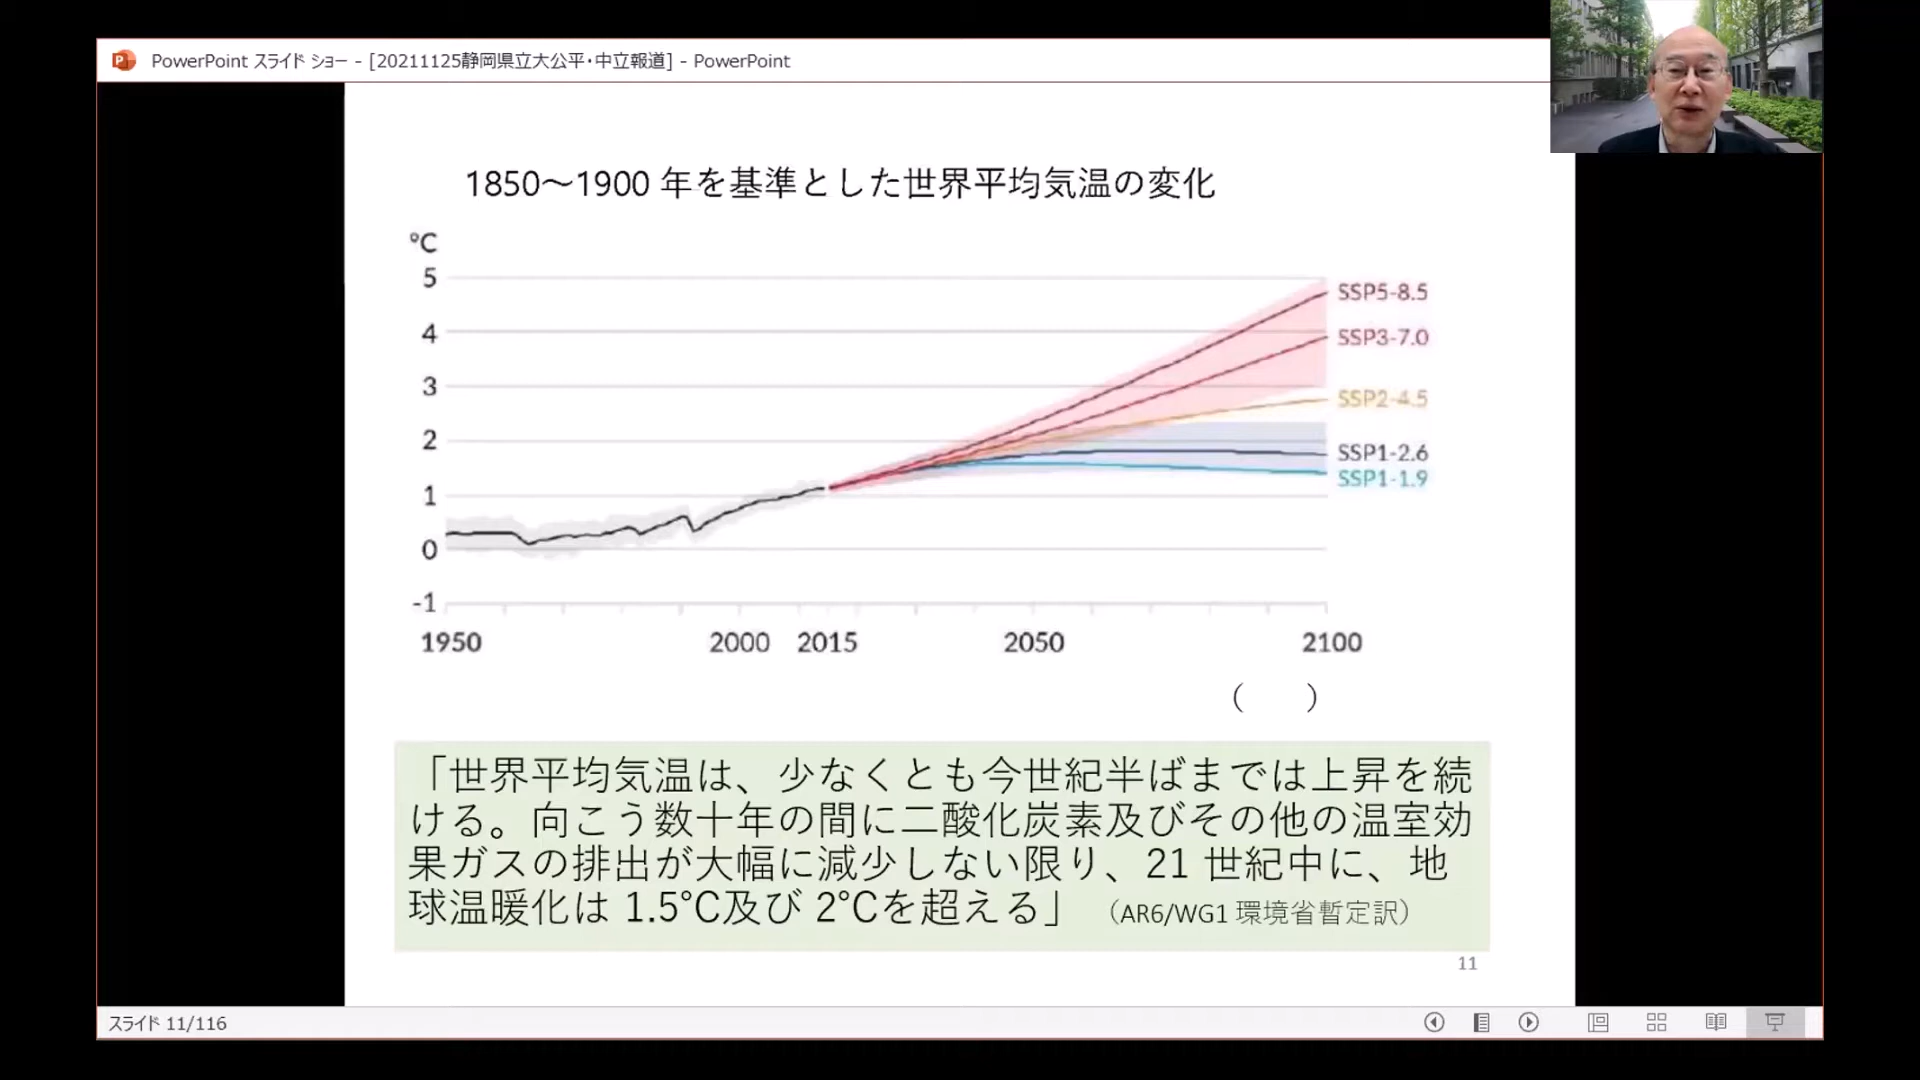 PowerPoint スライド ショー - [20211125静岡県立大公平・中立報道] - PowerPoint
1850～1900 年を基準とした世界平均気温の変化
℃
5
4
3
2
1
0
-1
SSP5-8.5
SSP3-7.0
SSP2-4.5
SSP1-2.6
SSP1-1.9
1950 2000 2015 2050 2100
(　　)
「世界平均気温は、少なくとも今世紀半ばまでは上昇を続
ける。向こう数十年の間に二酸化炭素及びその他の温室効
果ガスの排出が大幅に減少しない限り、21 世紀中に、地
球温暖化は 1.5℃及び 2℃を超える」（AR6/WG1 環境省暫定訳）
11
スライド 11/116